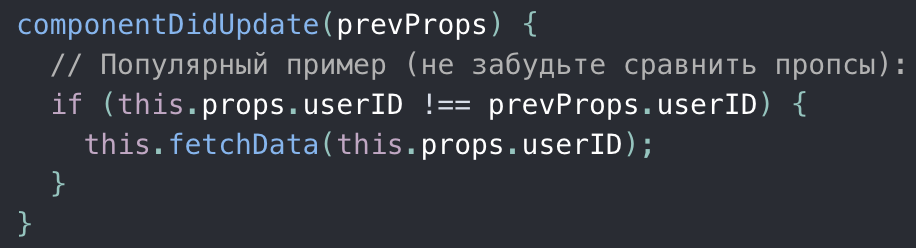 componentDidUpdate(prevProps) {
// Популярный пример (не забудьте сравнить пропсы):
if (this.props.userID !== prevProps.userID) {
this.fetchData(this.props.userID);
}
}